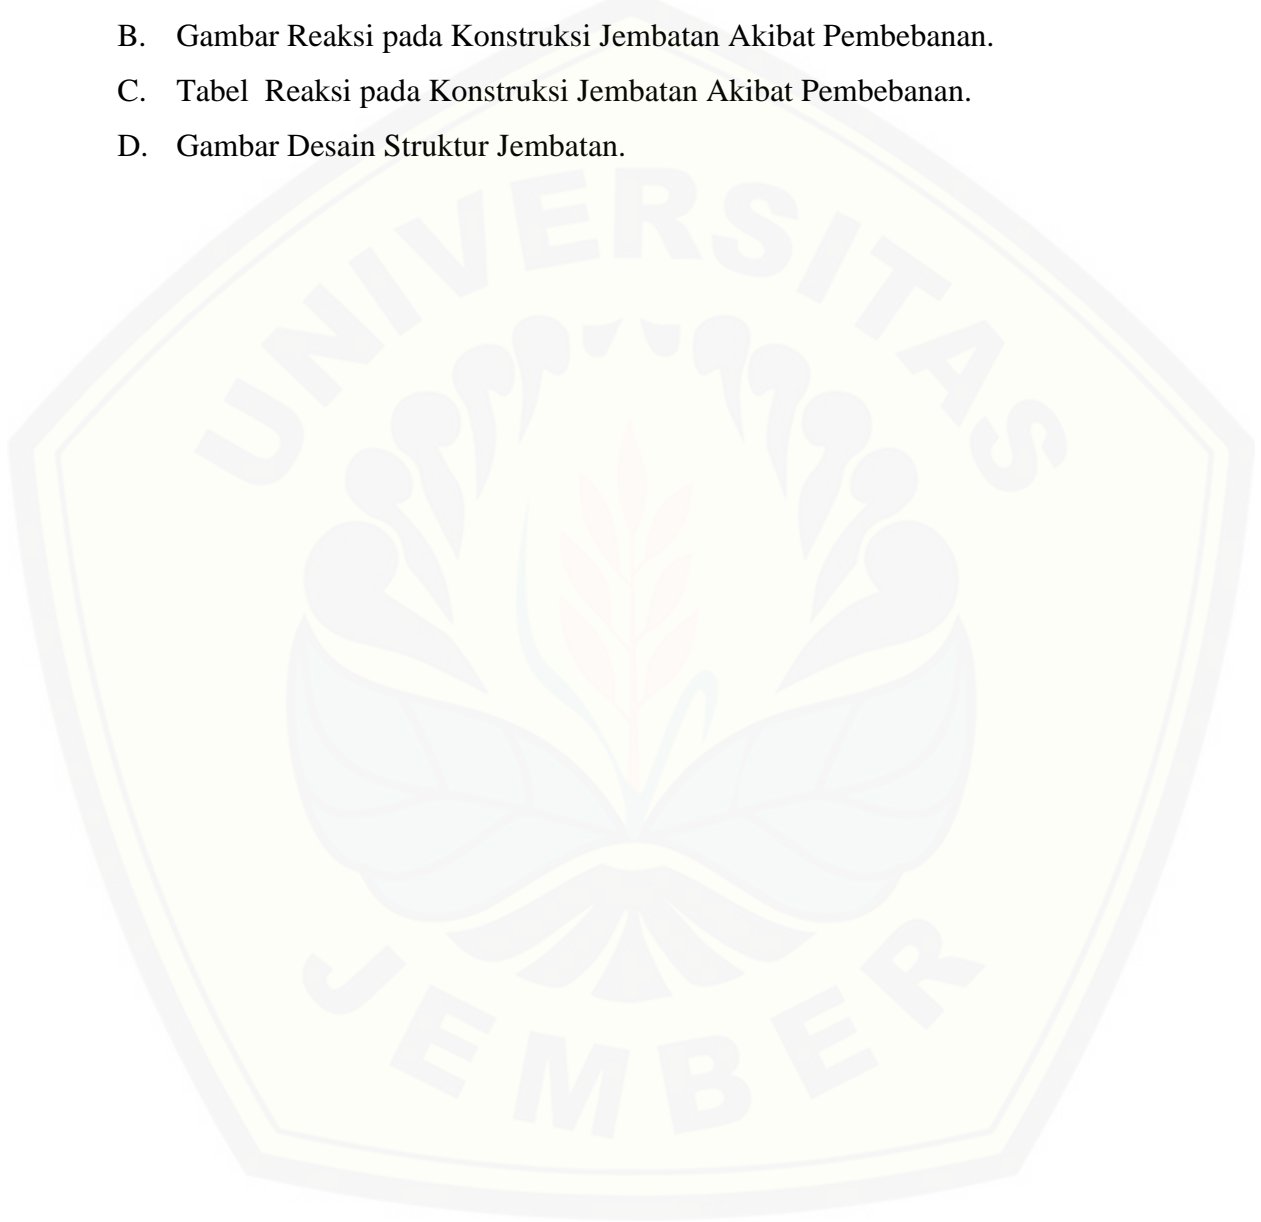 B. Gambar Reaksi pada Konstruksi Jembatan Akibat Pembebanan.
C. Tabel Reaksi pada Konstruksi Jembatan Akibat Pembebanan.
D. Gambar Desain Struktur Jembatan.
UNIVERSITAS
JEMBER